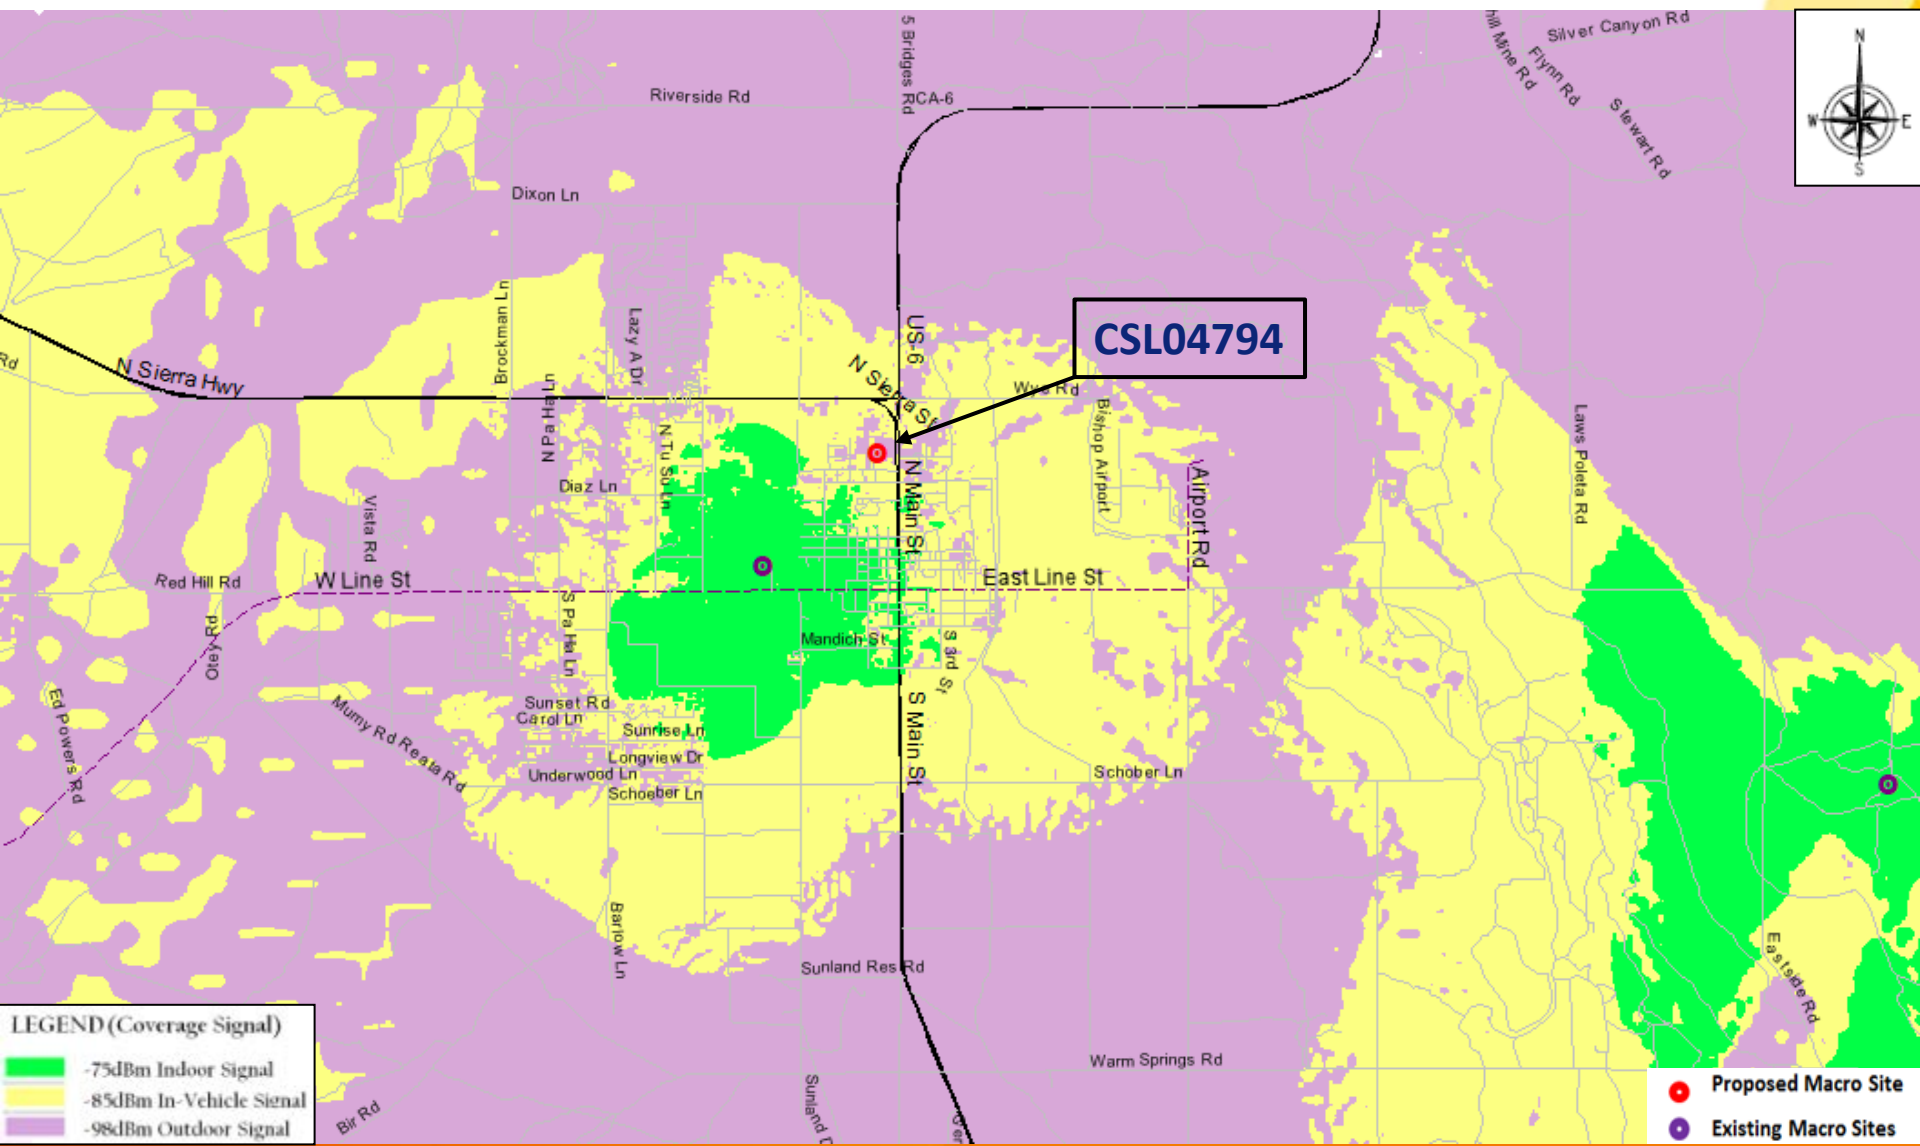 5 Bridges Rd
Silver Canyon Rd
Flynn Rd
hill Mine Rd
Stewart Rd
N
W
E
S
Riverside Rd
CA-6
Dixon Ln
Brockman Ln
Lazy A Dr
US-6
CSL04794
N Sierra Hwy
Rd
N Sierra St
Wye Rd
N Pa Ha Ln
N Tu Su Ln
Bishop Airport
Airport Rd
Laws Poleta Rd
Diaz Ln
N Main St
Vista Rd
Red Hill Rd
W Line St
East Line St
Otey Rd
S Pa Ha Ln
Mandich St
S 3rd St
Ed Powers Rd
Mumy Rd
Reata Rd
Sunset Rd
Carol Ln
Sunrise Ln
S Main St
Longview Dr
Underwood Ln
Schoeber Ln
Schober Ln
Barlow Ln
Sunland Res Rd
Eastside Rd
Warm Springs Rd
Sunland D
Ger
Bir Rd
LEGEND (Coverage Signal)
-75dBm Indoor Signal
-85dBm In-Vehicle Signal
-98dBm Outdoor Signal
Proposed Macro Site
Existing Macro Sites